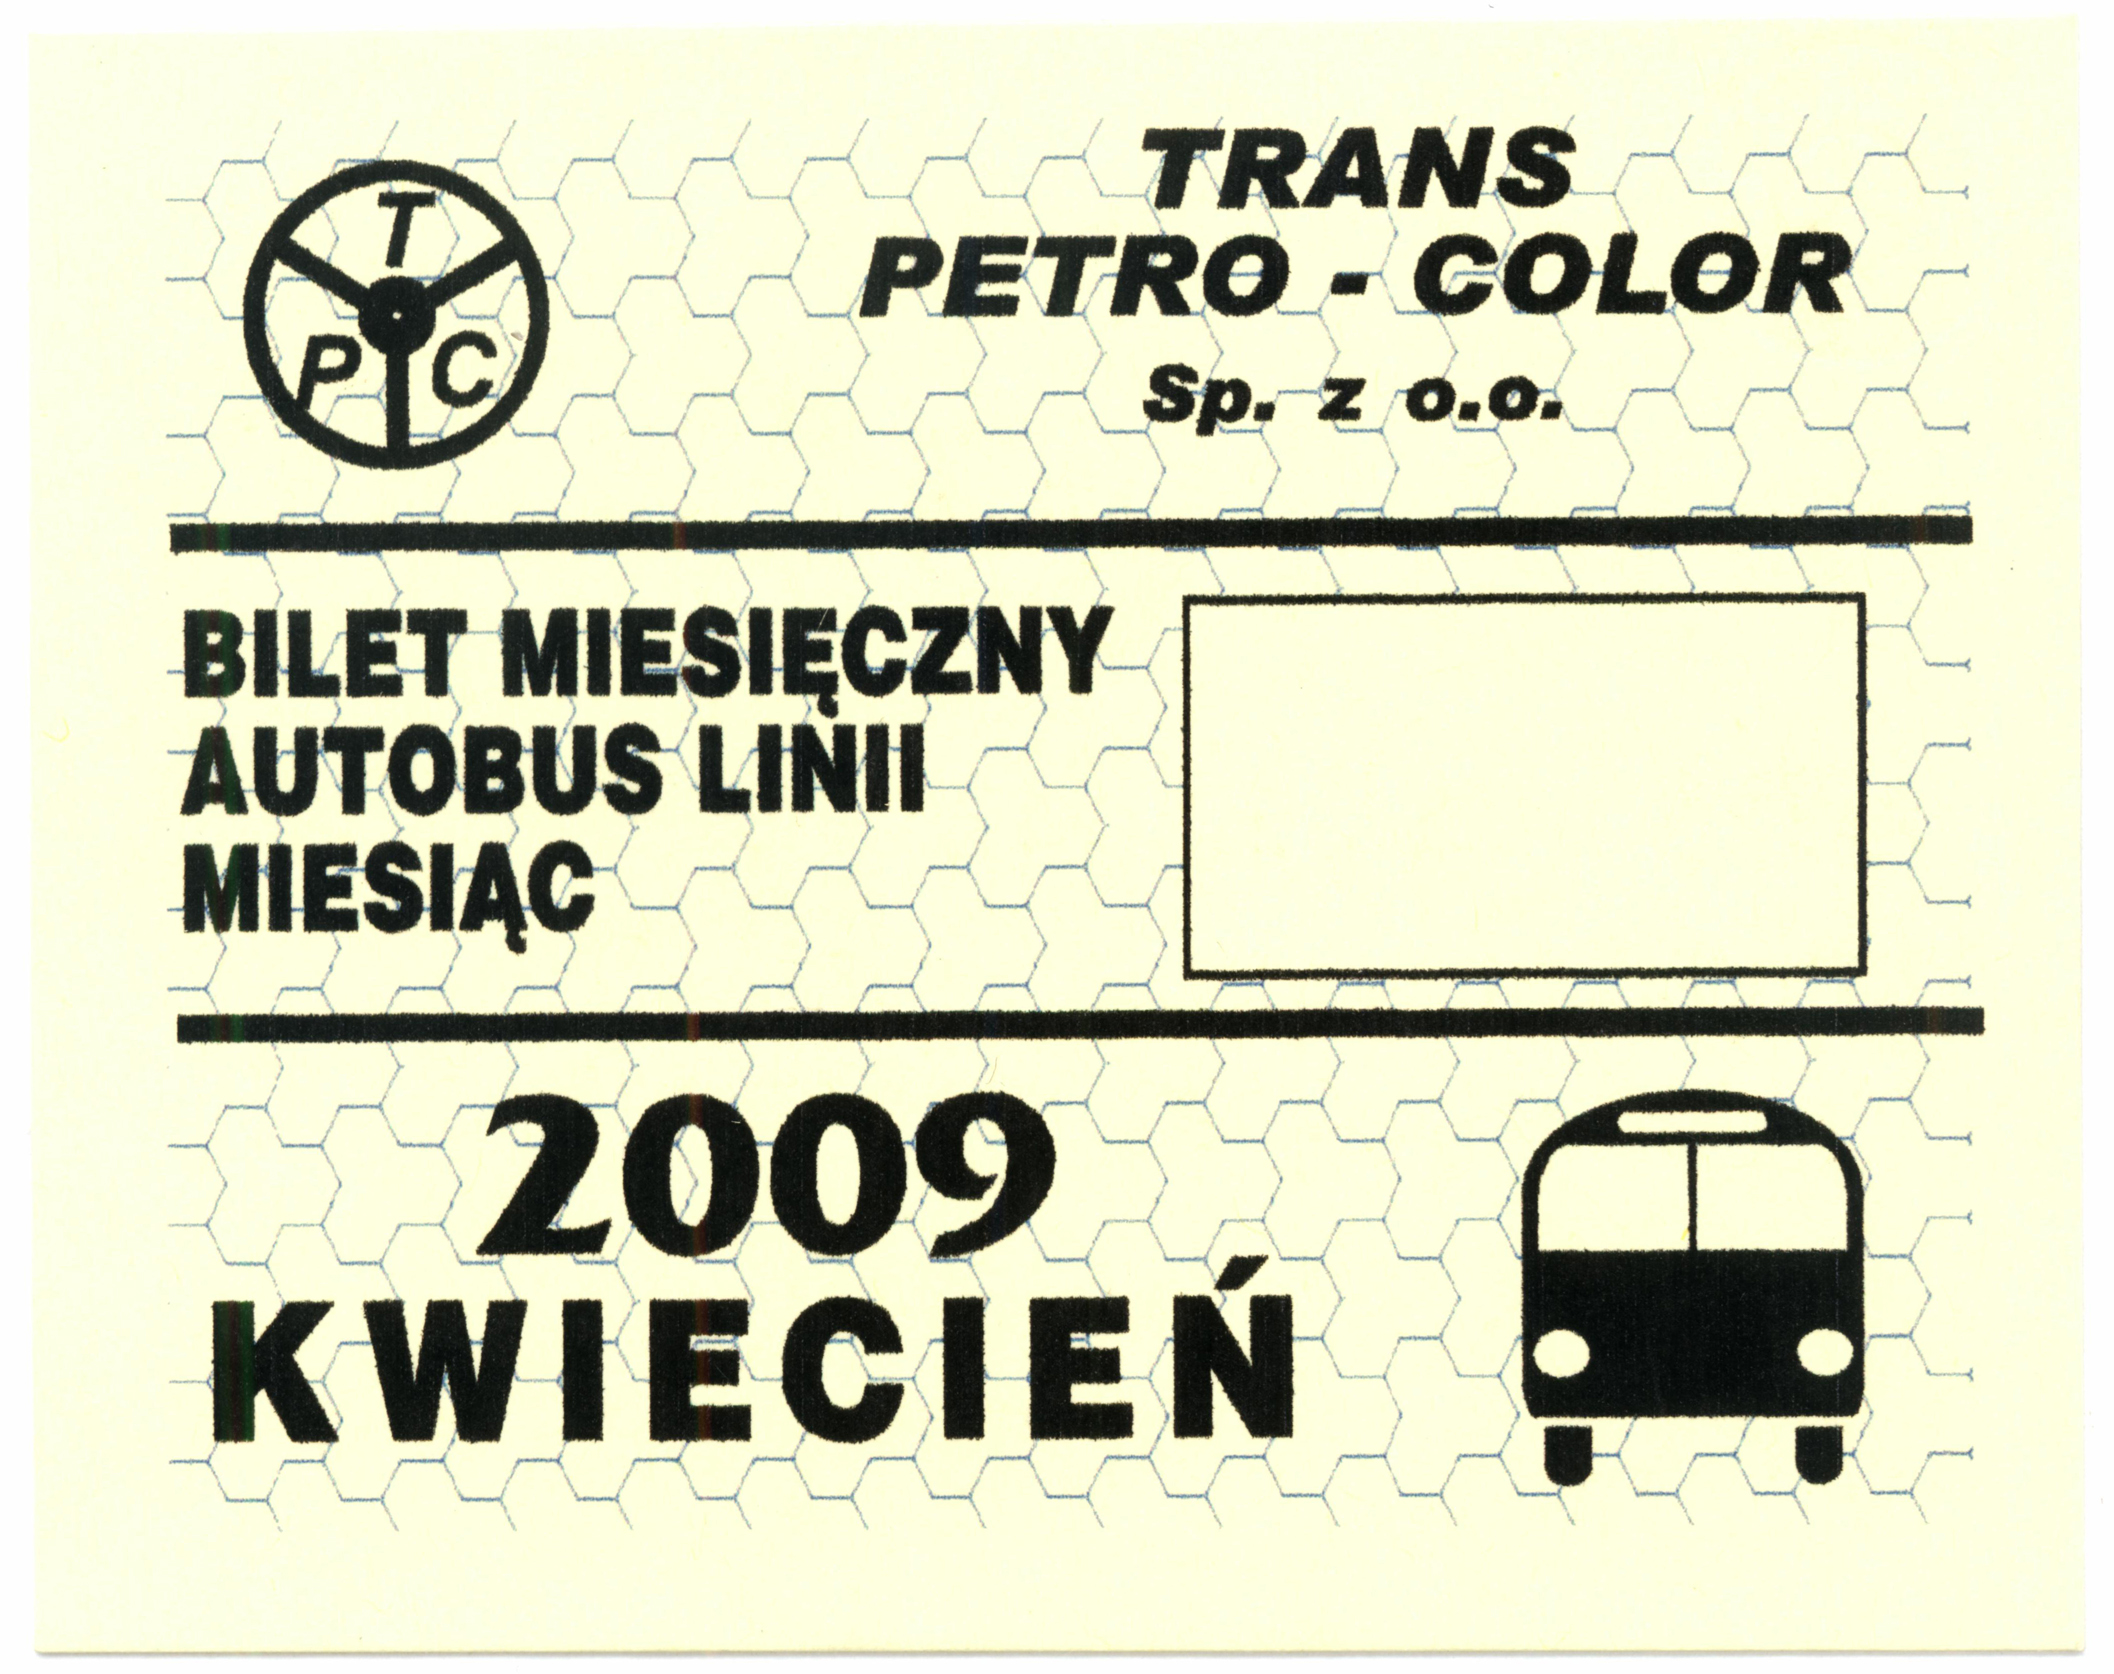 T
P C
TRANS
PETRO - COLOR
Sp. z o.o.
BILET MIESIĘCZNY
AUTOBUS LINII
MIESIĄC
2009
KWIECIEŃ